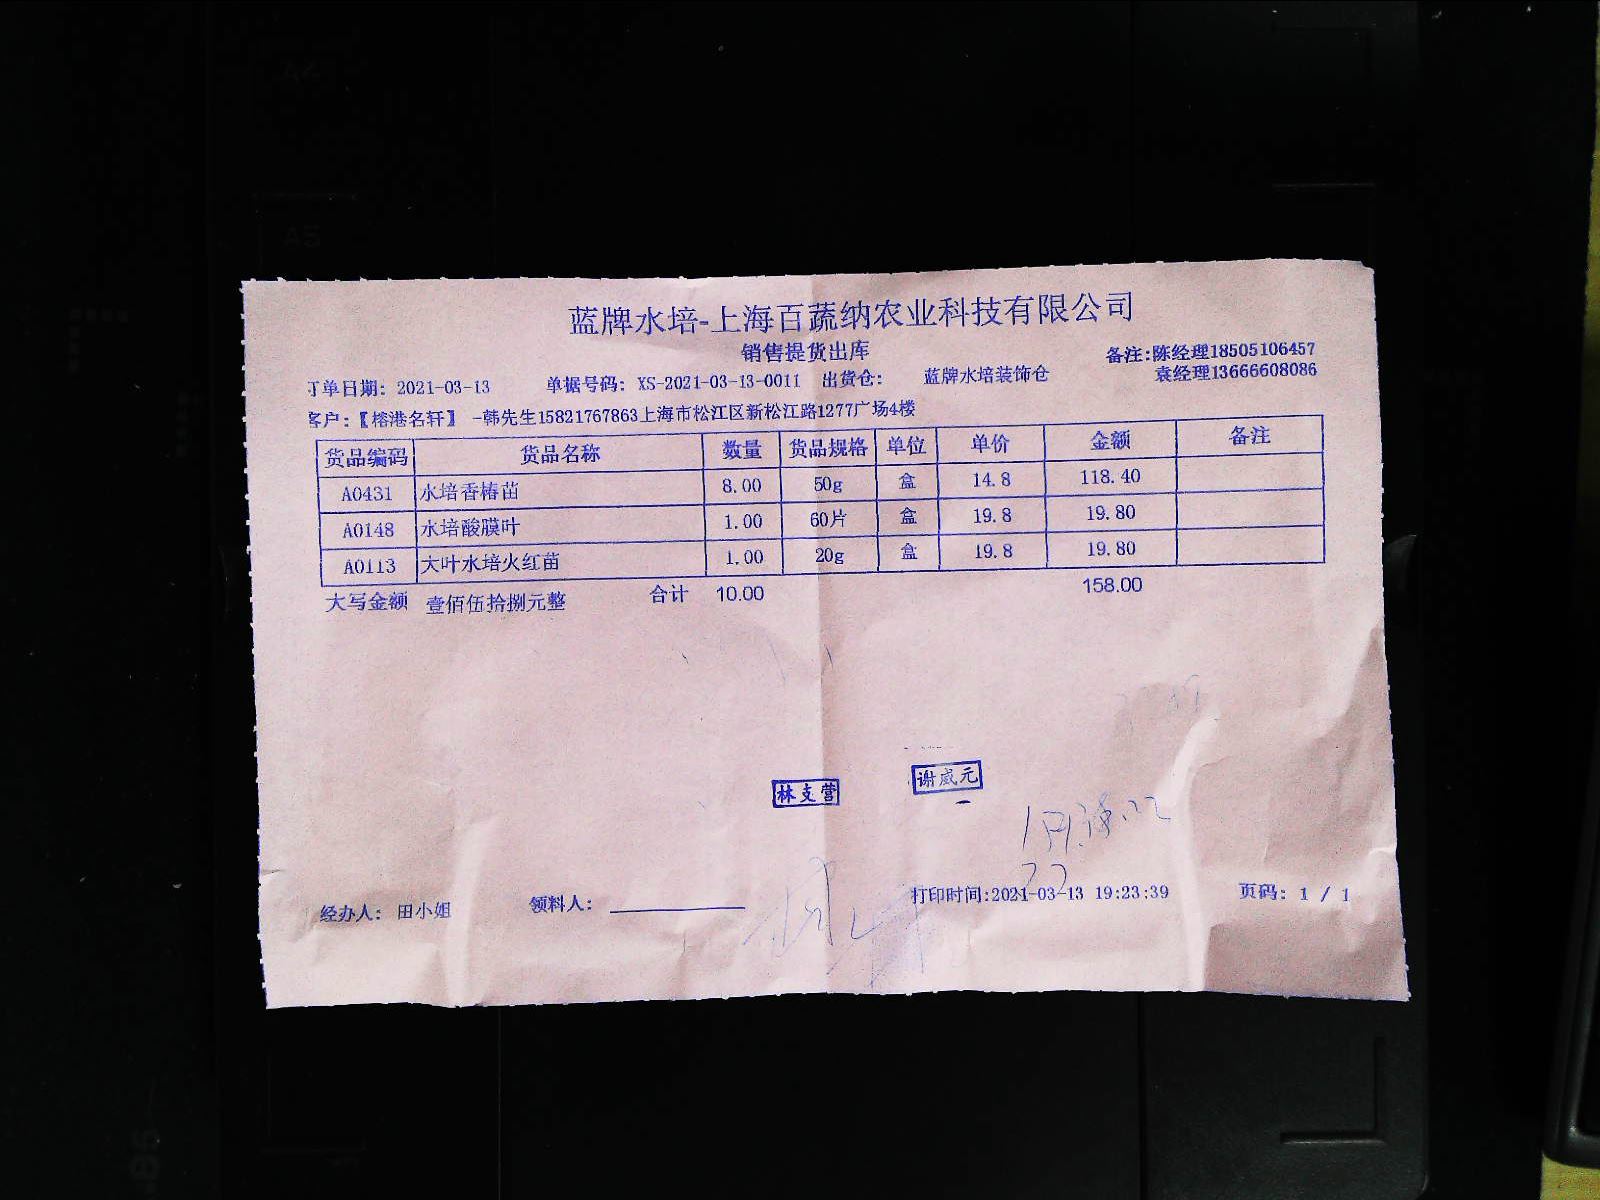 蓝牌水培-上海百蔬纳农业科技有限公司
销售提货出库
备注:陈经理18505106457
袁经理13666608086
订单日期: 2021-03-13 单据号码: XS-2021-03-13-0011 出货仓: 蓝牌水培装饰仓
客户:【榕港名轩】 -韩先生15821767863上海市松江区新松江路1277广场4楼
货品编码 货品名称 数量 货品规格 单位 单价 金额 备注
A0431 水培香椿苗 8.00 50g 盒 14.8 118.40
A0148 水培酸膜叶 1.00 60片 盒 19.8 19.80
A0113 大叶水培火红苗 1.00 20g 盒 19.8 19.80
大写金额 壹佰伍拾捌元整 合计 10.00 158.00
林支营 谢威元
经办人: 田小姐 领料人: 打印时间:2021-03-13 19:23:39 页码: 1 / 1
A5